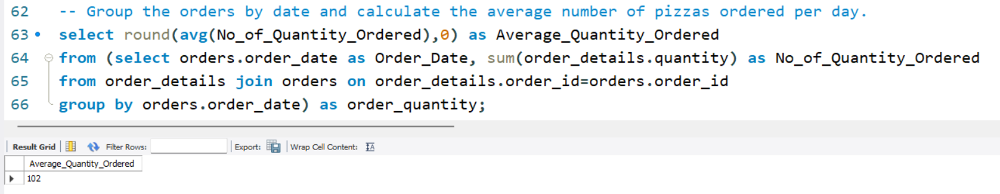 62 -- Group the orders by date and calculate the average number of pizzas ordered per day.
63 select round(avg(No_of_Quantity_Ordered),0) as Average_Quantity_Ordered
64 from (select orders.order_date as Order_Date, sum(order_details.quantity) as No_of_Quantity_Ordered
65 from order_details join orders on order_details.order_id=orders.order_id
66 group by orders.order_date) as order_quantity;
Result Grid Filter Rows: Export: Wrap Cell Content:
Average_Quantity_Ordered
102